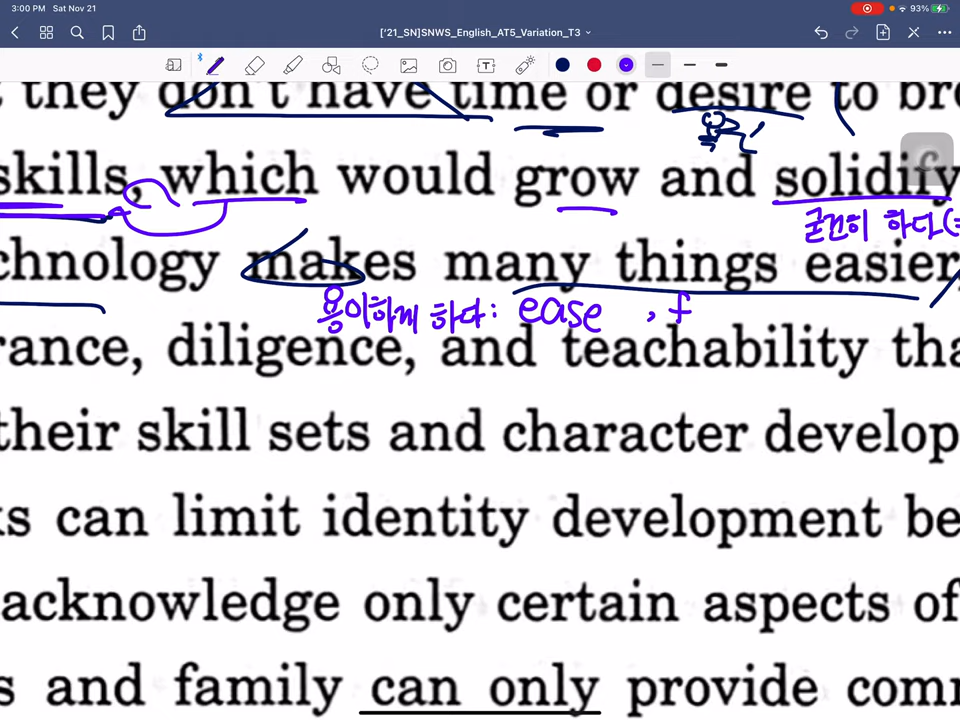 3:00 PM Sat Nov 21
93%
['21_SN]SNWS_English_AT5_Variation_T3
they don't have time or desire to bro
skills, which would grow and solidify
굳건히 하다(=
chnology makes many things easier,
용이하게 하다: ease , f
rance, diligence, and teachability tha
their skill sets and character develop
ks can limit identity development be
acknowledge only certain aspects of
s and family can only provide com